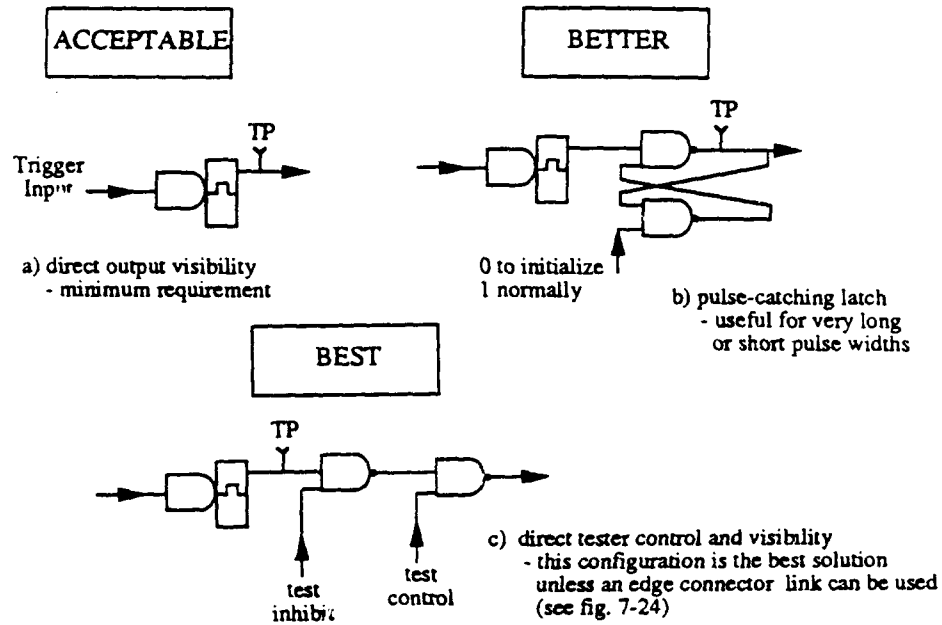 ACCEPTABLE
TP
Trigger
Input
a) direct output visibility
- minimum requirement
BETTER
TP
0 to initialize
1 normally
b) pulse-catching latch
- useful for very long
or short pulse widths
BEST
TP
test
inhibit
test
control
c) direct tester control and visibility
- this configuration is the best solution
unless an edge connector link can be used
(see fig. 7-24)